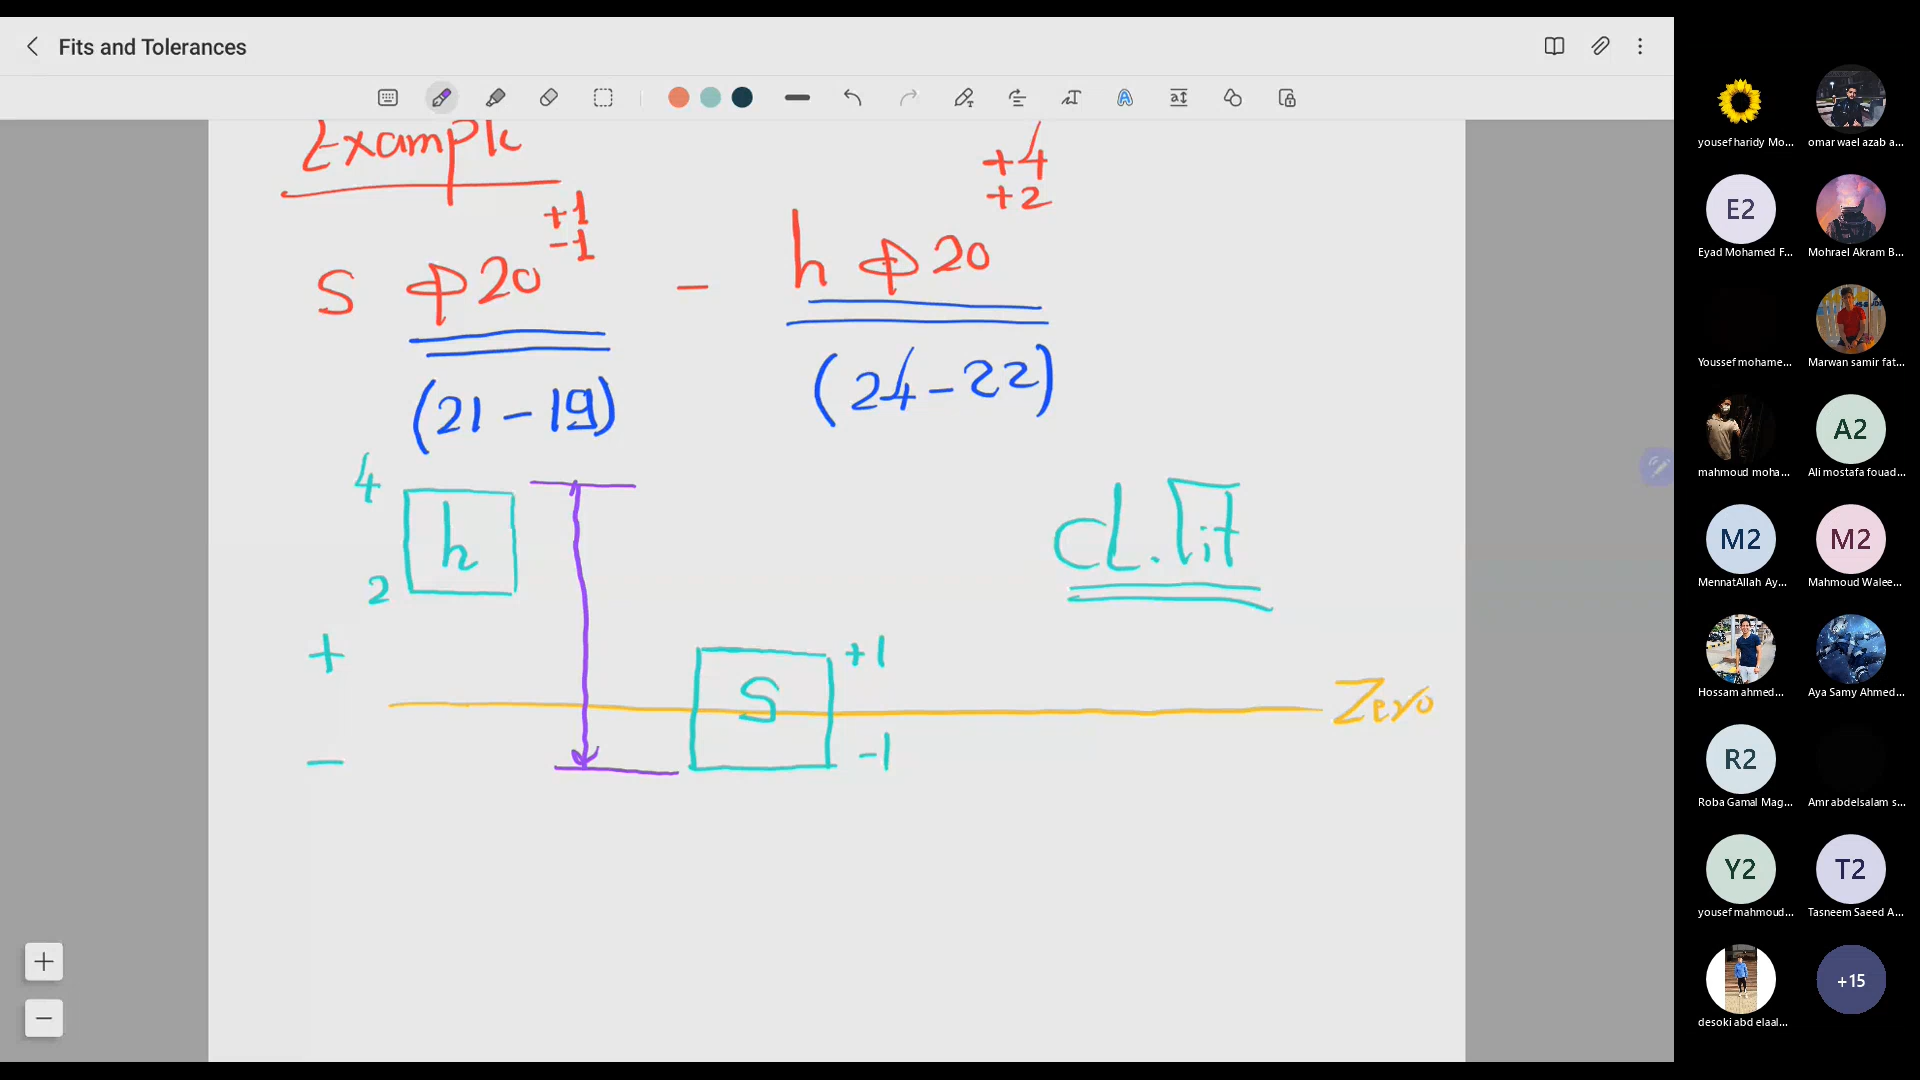 Fits and Tolerances
Example
+4
+2
+1
-1
S φ20 - h φ20
(21-19) (24-22)
4
h
2
CL. fit
+
S
+1
Zero
-
-1
yousef haridy Mo...
omar wael azab a...
E2
Eyad Mohamed F...
Mohrael Akram B...
Youssef mohame...
Marwan samir fat...
mahmoud moha...
A2
Ali mostafa fouad...
M2
MennatAllah Ay...
M2
Mahmoud Walee...
Hossam ahmed...
Aya Samy Ahmed...
R2
Roba Gamal Mag...
Amr abdelsalam s...
Y2
yousef mahmoud...
T2
Tasneem Saeed A...
desoki abd elaal...
+15